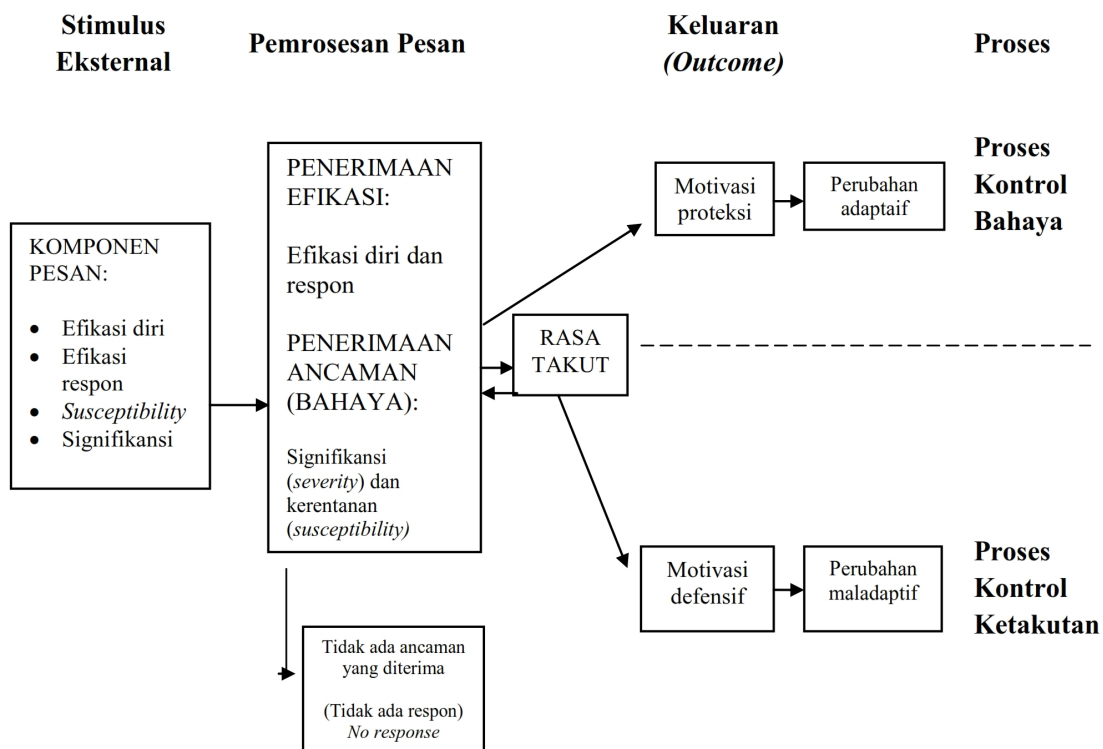 Stimulus
Eksternal
Pemrosesan Pesan
Keluaran
(Outcome)
Proses
KOMPONEN
PESAN:
• Efikasi diri
• Efikasi
respon
• Susceptibility
• Signifikansi
PENERIMAAN
EFIKASI:
Efikasi diri dan
respon
PENERIMAAN
ANCAMAN
(BAHAYA):
Signifikansi
(severity) dan
kerentanan
(susceptibility)
Tidak ada ancaman
yang diterima
(Tidak ada respon)
No response
RASA
TAKUT
Motivasi
proteksi
Perubahan
adaptaif
Proses
Kontrol
Bahaya
Motivasi
defensif
Perubahan
maladaptif
Proses
Kontrol
Ketakutan